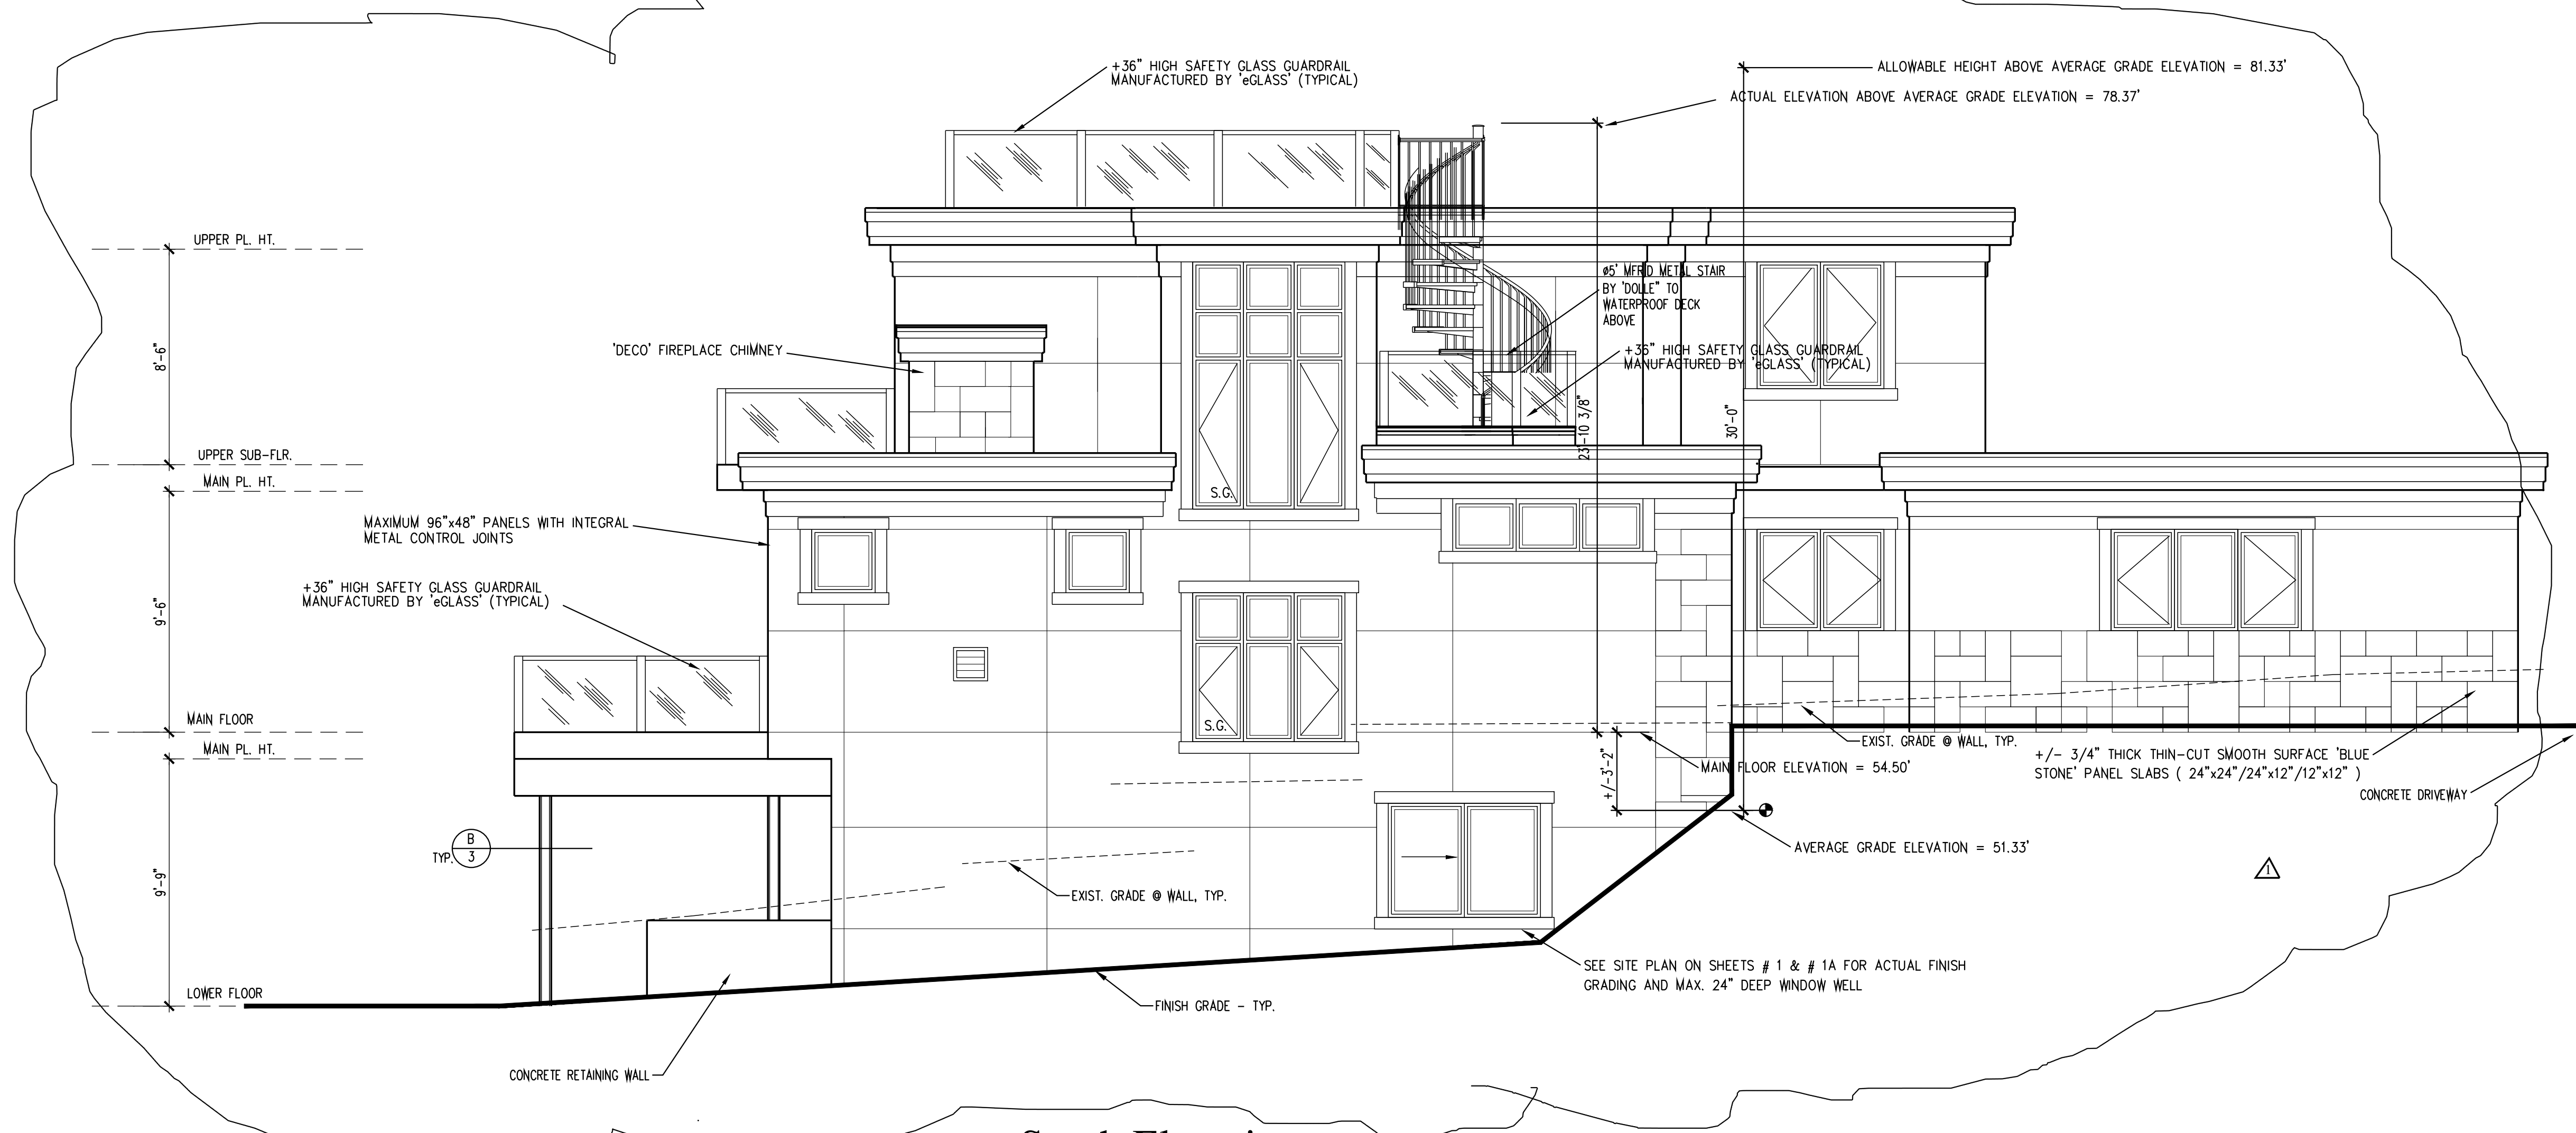 +36" HIGH SAFETY GLASS GUARDRAIL
MANUFACTURED BY 'eGLASS' (TYPICAL)
ALLOWABLE HEIGHT ABOVE AVERAGE GRADE ELEVATION = 81.33'
ACTUAL ELEVATION ABOVE AVERAGE GRADE ELEVATION = 78.37'
UPPER PL. HT.
8'-6"
UPPER SUB-FLR.
MAIN PL. HT.
9'-6"
MAIN FLOOR
MAIN PL. HT.
9'-9"
LOWER FLOOR
'DECO' FIREPLACE CHIMNEY
ø5' MFR'D METAL STAIR
BY 'DOLLE" TO
WATERPROOF DECK
ABOVE
+36" HIGH SAFETY GLASS GUARDRAIL
MANUFACTURED BY 'eGLASS' (TYPICAL)
23'-10 3/8"
30'-0"
S.G.
MAXIMUM 96"x48" PANELS WITH INTEGRAL
METAL CONTROL JOINTS
+36" HIGH SAFETY GLASS GUARDRAIL
MANUFACTURED BY 'eGLASS' (TYPICAL)
S.G.
EXIST. GRADE @ WALL, TYP.
+/-3'-2"
MAIN FLOOR ELEVATION = 54.50'
+/- 3/4" THICK THIN-CUT SMOOTH SURFACE 'BLUE
STONE' PANEL SLABS ( 24"x24"/24"x12"/12"x12" )
CONCRETE DRIVEWAY
B
TYP.
3
AVERAGE GRADE ELEVATION = 51.33'
1
EXIST. GRADE @ WALL, TYP.
SEE SITE PLAN ON SHEETS # 1 & # 1A FOR ACTUAL FINISH
GRADING AND MAX. 24" DEEP WINDOW WELL
FINISH GRADE - TYP.
CONCRETE RETAINING WALL